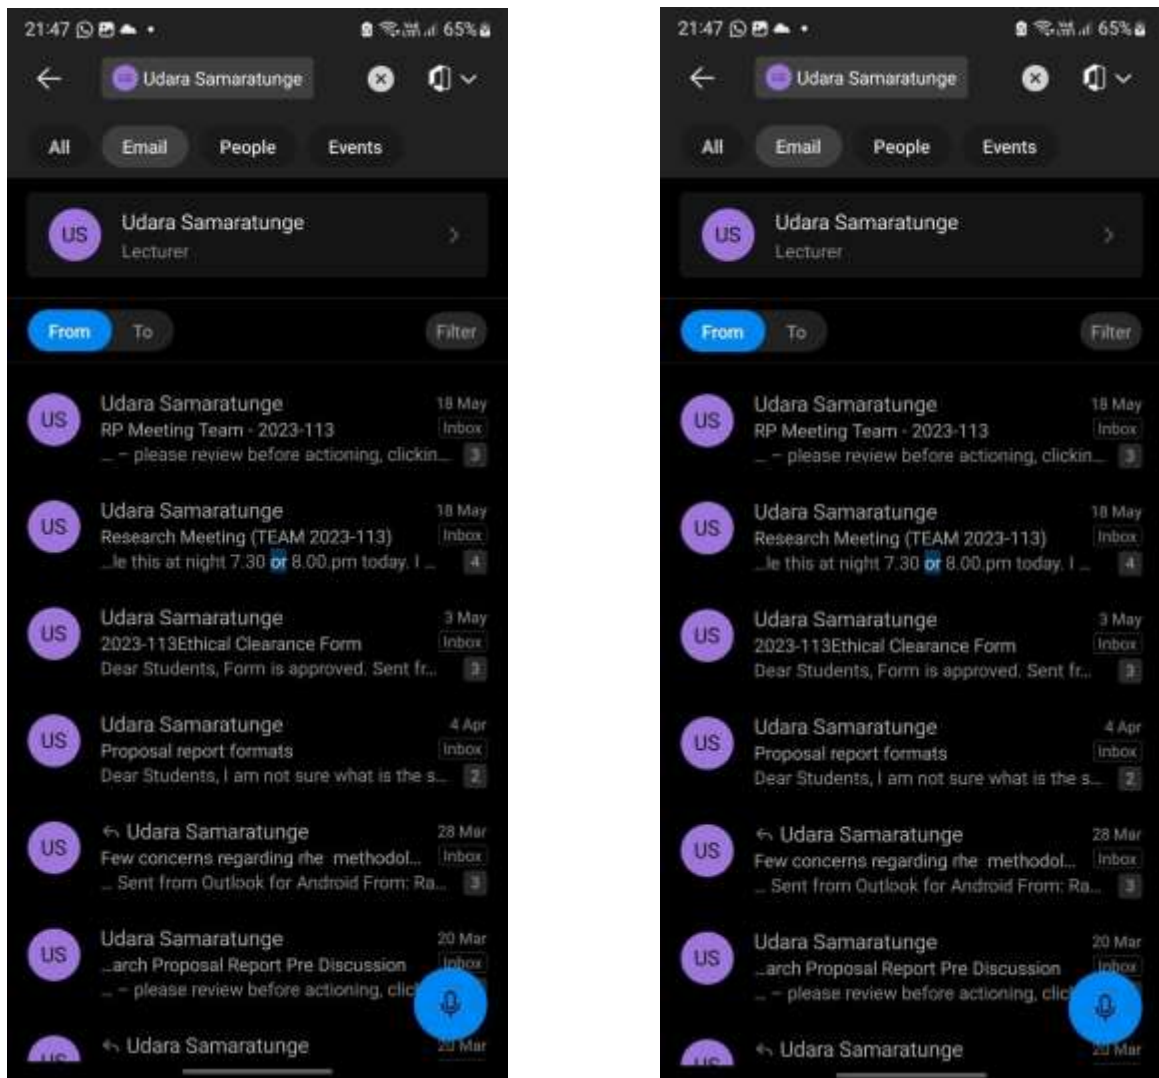 21:47 65%
Udara Samaratunge
All Email People Events
US Udara Samaratunge
Lecturer
From To Filter
US Udara Samaratunge 18 May
RP Meeting Team - 2023-113 Inbox
... – please review before actioning, clickin... 3
US Udara Samaratunge 18 May
Research Meeting (TEAM 2023-113) Inbox
...le this at night 7.30 or 8.00.pm today. I ... 4
US Udara Samaratunge 3 May
2023-113Ethical Clearance Form Inbox
Dear Students, Form is approved. Sent fr... 3
US Udara Samaratunge 4 Apr
Proposal report formats Inbox
Dear Students, I am not sure what is the s... 2
US Udara Samaratunge 28 Mar
Few concerns regarding rhe methodol... Inbox
... Sent from Outlook for Android From: Ra... 3
US Udara Samaratunge 20 Mar
...arch Proposal Report Pre Discussion Inbox
... – please review before actioning, clic
US Udara Samaratunge 20 Mar
21:47 65%
Udara Samaratunge
All Email People Events
US Udara Samaratunge
Lecturer
From To Filter
US Udara Samaratunge 18 May
RP Meeting Team - 2023-113 Inbox
... – please review before actioning, clickin... 3
US Udara Samaratunge 18 May
Research Meeting (TEAM 2023-113) Inbox
...le this at night 7.30 or 8.00.pm today. I ... 4
US Udara Samaratunge 3 May
2023-113Ethical Clearance Form Inbox
Dear Students, Form is approved. Sent fr... 3
US Udara Samaratunge 4 Apr
Proposal report formats Inbox
Dear Students, I am not sure what is the s... 2
US Udara Samaratunge 28 Mar
Few concerns regarding rhe methodol... Inbox
... Sent from Outlook for Android From: Ra... 3
US Udara Samaratunge 20 Mar
...arch Proposal Report Pre Discussion Inbox
... – please review before actioning, clic
US Udara Samaratunge 20 Mar